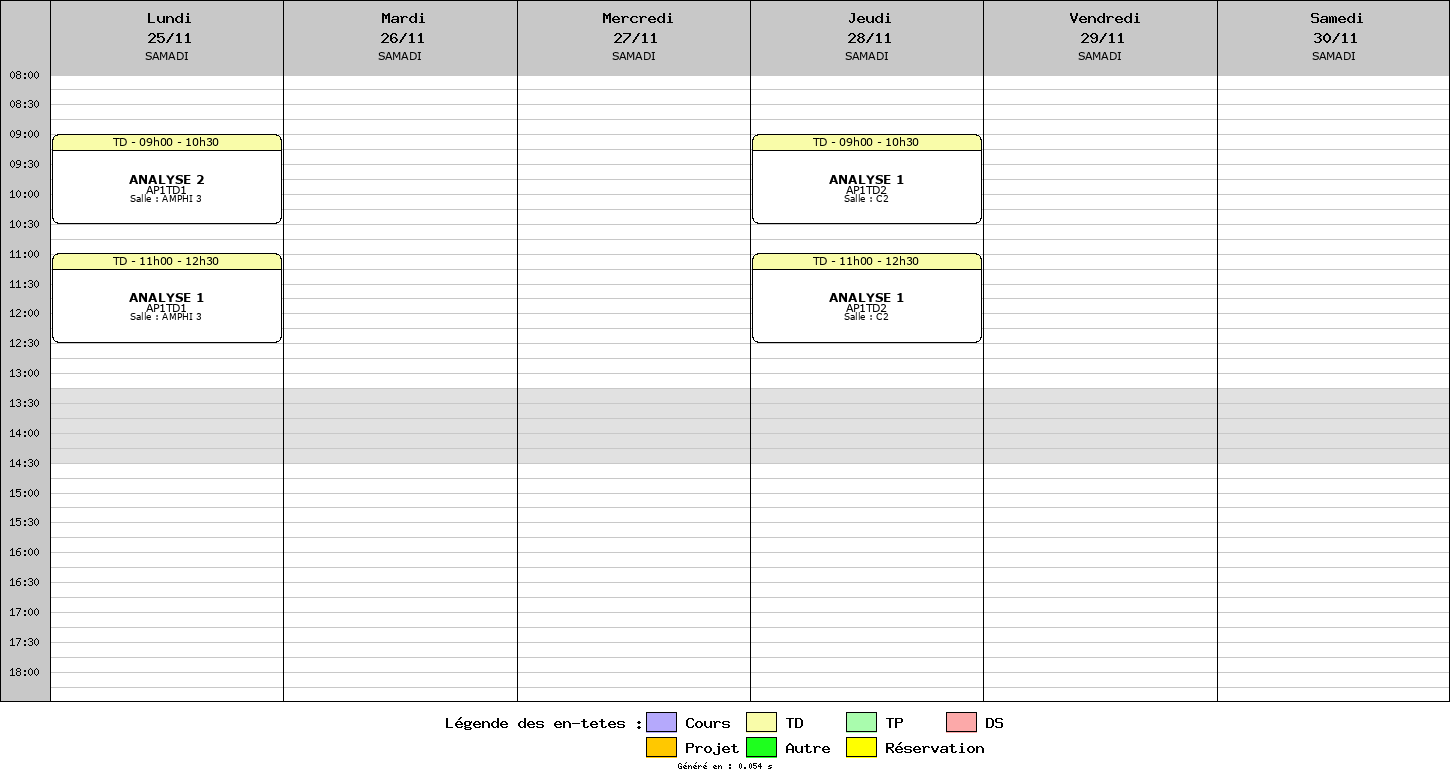 Lundi
25/11
SAMADI
Mardi
26/11
SAMADI
Mercredi
27/11
SAMADI
Jeudi
28/11
SAMADI
Vendredi
29/11
SAMADI
Samedi
30/11
SAMADI
08:00
08:30
09:00
09:30
10:00
10:30
11:00
11:30
12:00
12:30
13:00
13:30
14:00
14:30
15:00
15:30
16:00
16:30
17:00
17:30
18:00
TD - 09h00 - 10h30
ANALYSE 2
AP1TD1
Salle : AMPHI 3
TD - 11h00 - 12h30
ANALYSE 1
AP1TD1
Salle : AMPHI 3
TD - 09h00 - 10h30
ANALYSE 1
AP1TD2
Salle : C2
TD - 11h00 - 12h30
ANALYSE 1
AP1TD2
Salle : C2
Légende des en-tetes : Cours TD TP DS
Projet Autre Réservation
Généré en : 0.054 s